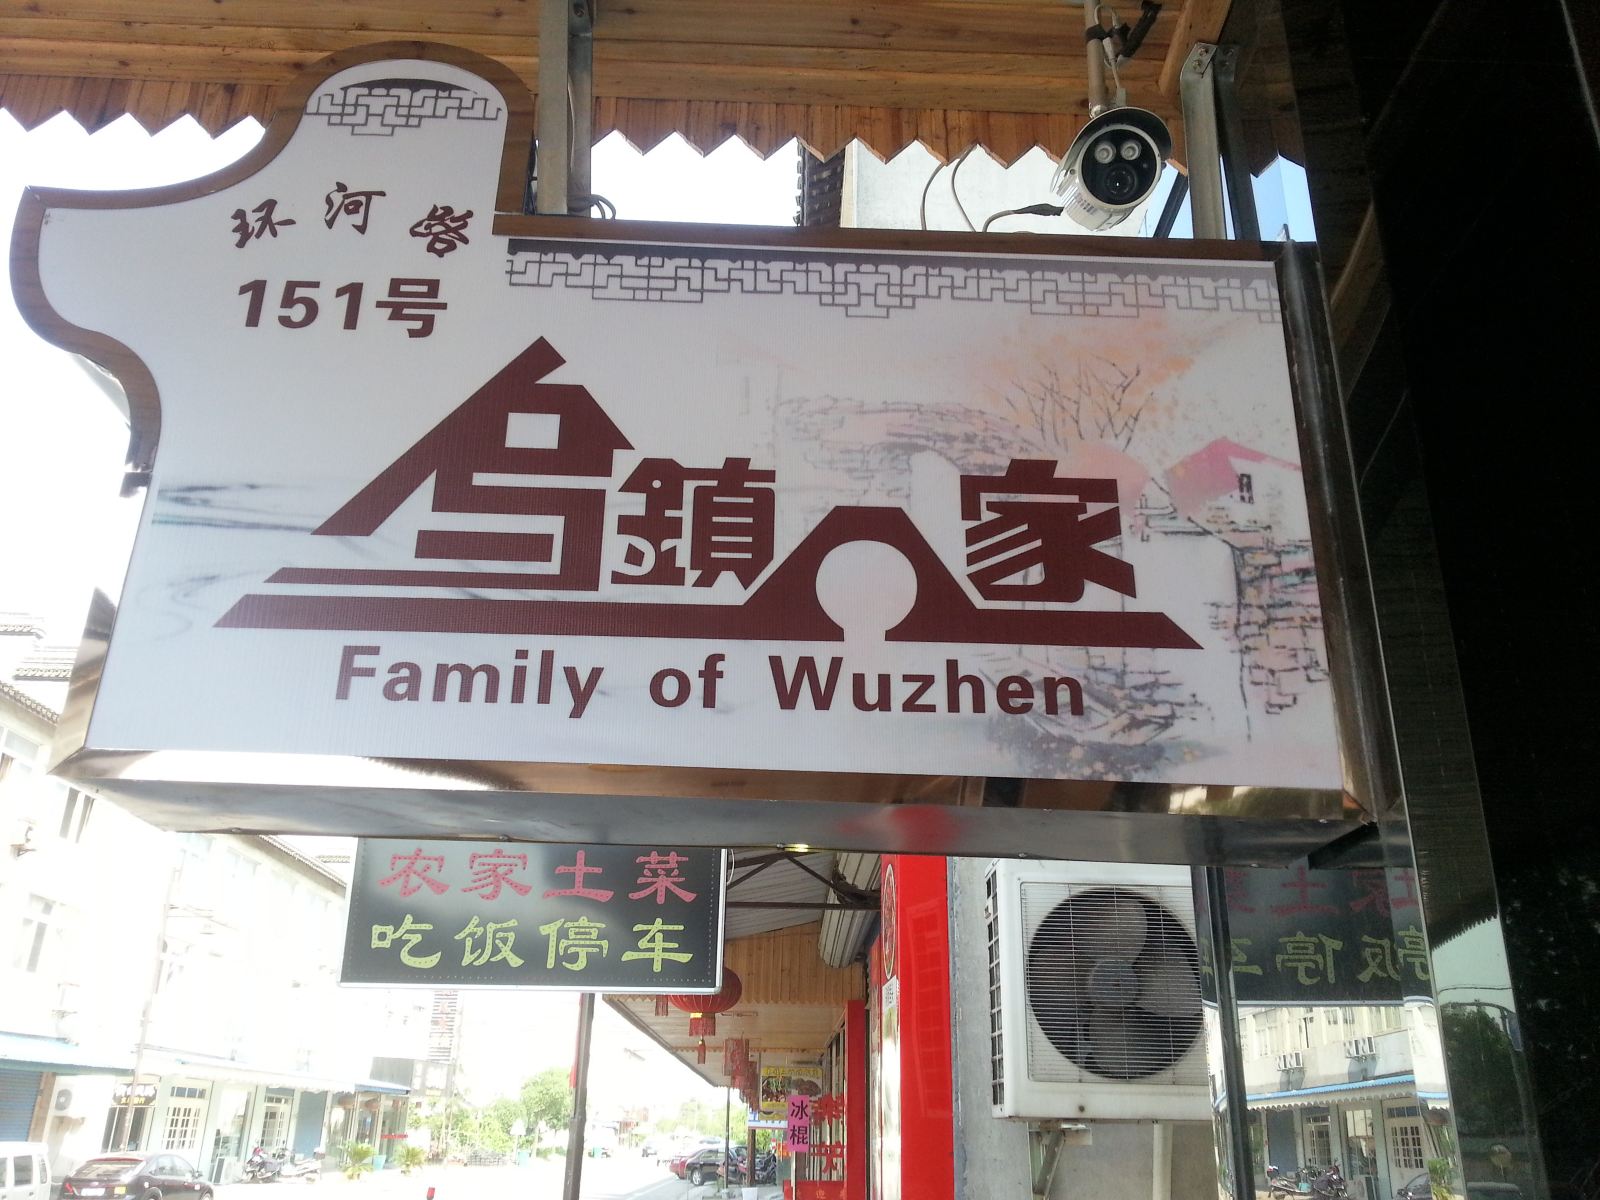 环河路
151号
乌鎮人家
Family of Wuzhen
农家土菜
吃饭停车
冰棍